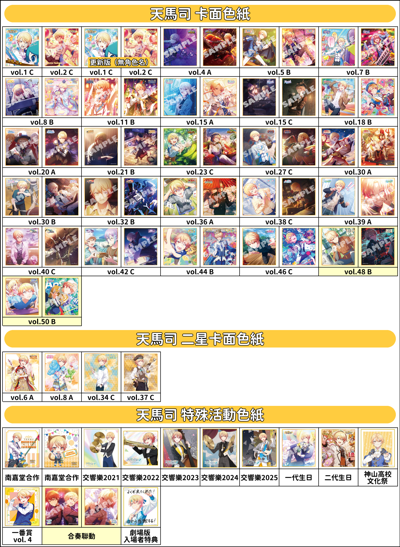 天馬司 卡面色紙
更新版（無角色名）
vol.1 C vol.2 C vol.1 C vol.2 C vol.4 A vol.5 B vol.7 B
vol.8 B vol.11 B vol.15 A vol.15 C vol.18 B
vol.20 A vol.21 B vol.23 C vol.27 C vol.30 A
vol.30 B vol.32 B vol.36 A vol.38 C vol.39 A
vol.40 C vol.42 C vol.44 B vol.46 C vol.48 B
vol.50 B
天馬司 二星卡面色紙
vol.6 A vol.8 A vol.34 C vol.37 C
天馬司 特殊活動色紙
南嘉堂合作 南嘉堂合作 交響樂2021 交響樂2022 交響樂2023 交響樂2024 交響樂2025 一代生日 二代生日 神山高校
文化祭
一番賞
vol. 4
合奏聯動
劇場版
入場者特典